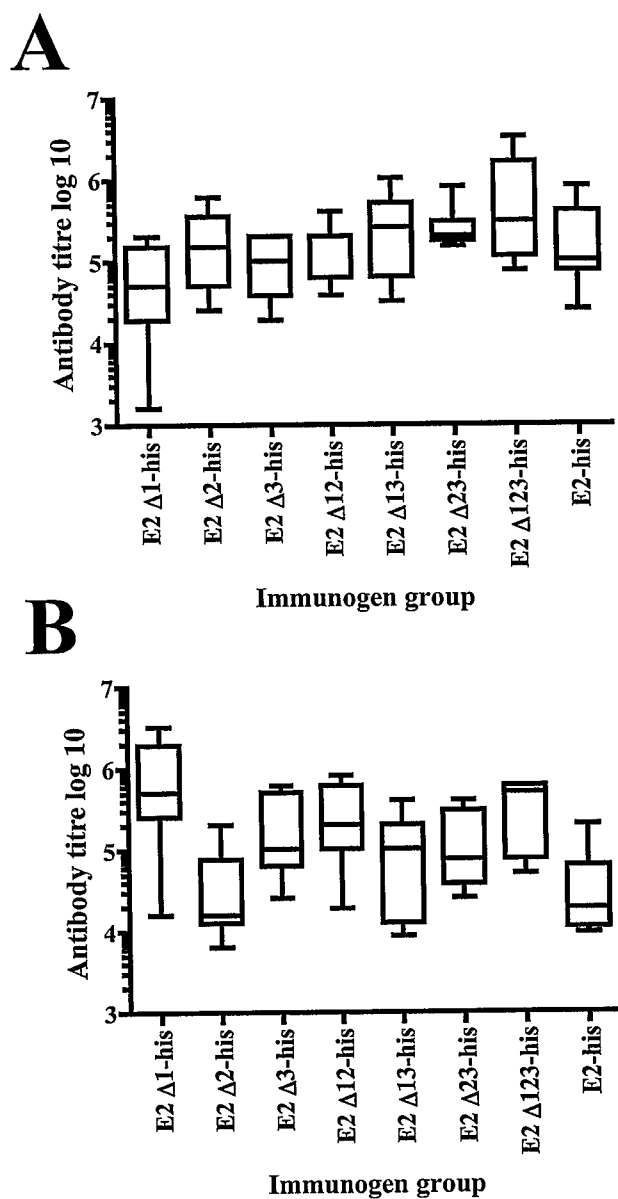 A
Antibody titre log 10
7
6
5
4
3
E2 Δ1-his
E2 Δ2-his
E2 Δ3-his
E2 Δ12-his
E2 Δ13-his
E2 Δ23-his
E2 Δ123-his
E2-his
Immunogen group
B
Antibody titre log 10
7
6
5
4
3
E2 Δ1-his
E2 Δ2-his
E2 Δ3-his
E2 Δ12-his
E2 Δ13-his
E2 Δ23-his
E2 Δ123-his
E2-his
Immunogen group